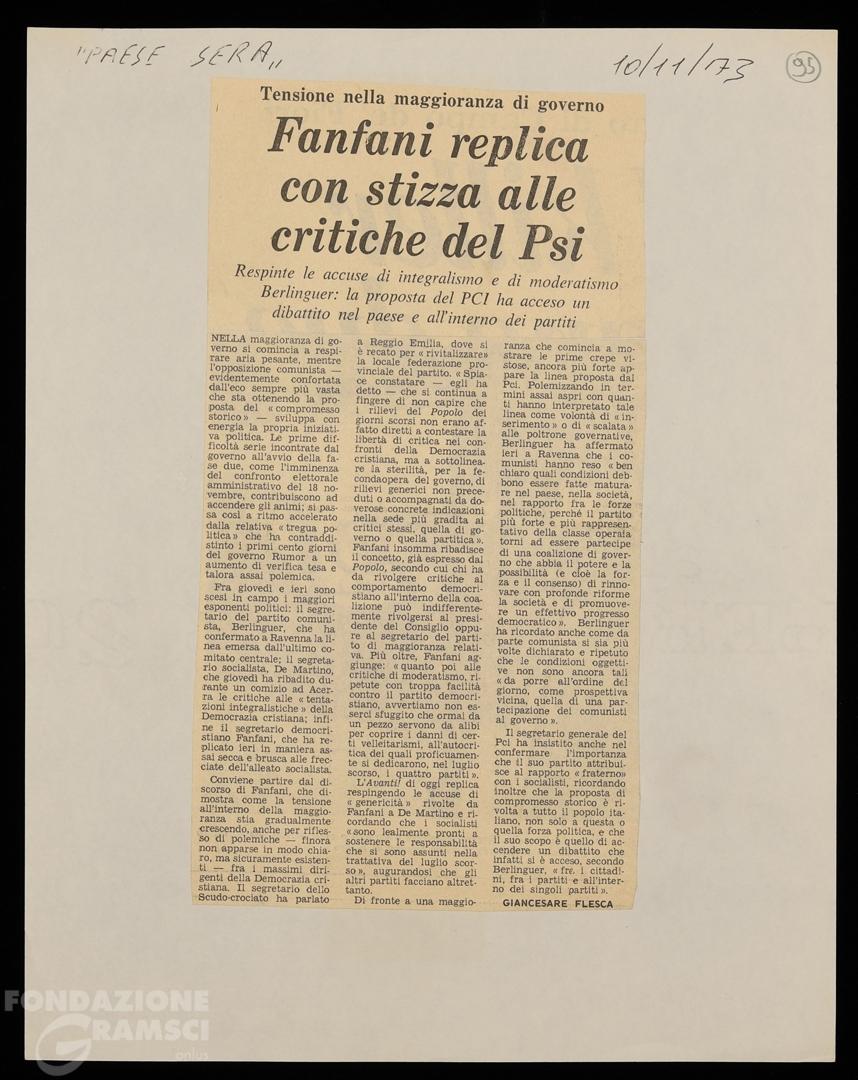 "PAESE SERA"
10/11/73
95
Tensione nella maggioranza di governo
Fanfani replica
con stizza alle
critiche del Psi
Respinte le accuse di integralismo e di moderatismo
Berlinguer: la proposta del PCI ha acceso un
dibattito nel paese e all'interno dei partiti
NELLA maggioranza di go-
verno si comincia a respi-
rare aria pesante, mentre
l'opposizione comunista —
evidentemente confortata
dall'eco sempre più vasta
che sta ottenendo la pro-
posta del « compromesso
storico » — sviluppa con
energia la propria iniziati-
va politica. Le prime dif-
ficoltà serie incontrate dal
governo all'avvio della fa-
se due, come l'imminenza
del confronto elettorale
amministrativo del 18 no-
vembre, contribuiscono ad
accendere gli animi; si pas-
sa così a ritmo accelerato
dalla relativa « tregua po-
litica » che ha contraddi-
stinto i primi cento giorni
del governo Rumor a un
aumento di verifica tesa e
talora assai polemica.
Fra giovedì e ieri sono
scesi in campo i maggiori
esponenti politici: il segre-
tario del partito comuni-
sta, Berlinguer, che ha
confermato a Ravenna la li-
nea emersa dall'ultimo co-
mitato centrale; il segreta-
rio socialista, De Martino,
che giovedì ha ribadito du-
rante un comizio ad Acer-
ra le critiche alle « tenta-
zioni integralistiche » della
Democrazia cristiana; infi-
ne il segretario democri-
stiano Fanfani, che ha re-
plicato ieri in maniera as-
sai secca e brusca alle frec-
ciate dell'alleato socialista.
Conviene partire dal di-
scorso di Fanfani, che di-
mostra come la tensione
all'interno della maggio-
ranza stia gradualmente
crescendo, anche per rifles-
so di polemiche — finora
non apparse in modo chia-
ro, ma sicuramente esisten-
ti — fra i massimi diri-
genti della Democrazia cri-
stiana. Il segretario dello
Scudo-crociato ha parlato
a Reggio Emilia, dove si
è recato per « rivitalizzare»
la locale federazione pro-
vinciale del partito. « Spia-
ce constatare — egli ha
detto — che si continua a
fingere di non capire che
i rilievi del Popolo dei
giorni scorsi non erano af-
fatto diretti a contestare la
libertà di critica nei con-
fronti della Democrazia
cristiana, ma a sottolinea-
re la sterilità, per la fe-
condaopera del governo, di
rilievi generici non prece-
duti o accompagnati da do-
verose concrete indicazioni
nella sede più gradita ai
critici stessi, quella di go-
verno o quella partitica ».
Fanfani insomma ribadisce
il concetto, già espresso dal
Popolo, secondo cui chi ha
da rivolgere critiche al
comportamento democri-
stiano all'interno della coa-
lizione può indifferente-
mente rivolgersi al presi-
dente del Consiglio oppu-
re al segretario del parti-
to di maggioranza relati-
va. Più oltre, Fanfani ag-
giunge: « quanto poi alle
critiche di moderatismo, ri-
petute con troppa facilità
contro il partito democri-
stiano, avvertiamo non es-
serci sfuggito che ormai da
un pezzo servono da alibi
per coprire i danni di cer-
ti velleitarismi, all'autocri-
tica dei quali proficuamen-
te si dedicarono, nel luglio
scorso, i quattro partiti ».
L'Avanti! di oggi replica
respingendo le accuse di
« genericità » rivolte da
Fanfani a De Martino e ri-
cordando che i socialisti
« sono lealmente pronti a
sostenere le responsabilità
che si sono assunti nella
trattativa del luglio scor-
so », augurandosi che gli
altri partiti facciano altret-
tanto.
Di fronte a una maggio-
ranza che comincia a mo-
strare le prime crepe vi-
stose, ancora più forte ap-
pare la linea proposta dal
Pci. Polemizzando in ter-
mini assai aspri con quan-
ti hanno interpretato tale
linea come volontà di « in-
serimento » o di « scalata »
alle poltrone governative,
Berlinguer ha affermato
ieri a Ravenna che i co-
munisti hanno reso « ben
chiaro quali condizioni deb-
bono essere fatte matura-
re nel paese, nella società,
nel rapporto fra le forze
politiche, perché il partito
più forte e più rappresen-
tativo della classe operaia
torni ad essere partecipe
di una coalizione di gover-
no che abbia il potere e la
possibilità (e cioè la for-
za e il consenso) di rinno-
vare con profonde riforme
la società e di promuove-
re un effettivo progresso
democratico ». Berlinguer
ha ricordato anche come da
parte comunista si sia più
volte dichiarato e ripetuto
che le condizioni oggetti-
ve non sono ancora tali
« da porre all'ordine del
giorno, come prospettiva
vicina, quella di una par-
tecipazione dei comunisti
al governo ».
Il segretario generale del
Pci ha insistito anche nel
confermare l'importanza
che il suo partito attribui-
sce al rapporto « fraterno»
con i socialisti, ricordando
inoltre che la proposta di
compromesso storico è ri-
volta a tutto il popolo ita-
liano, non solo a questa o
quella forza politica, e che
il suo scopo è quello di ac-
cendere un dibattito che
infatti si è acceso, secondo
Berlinguer, « fra i cittadi-
ni, fra i partiti e all'inter-
no dei singoli partiti ».
GIANCESARE FLESCA
FONDAZIONE
GRAMSCI
onlus